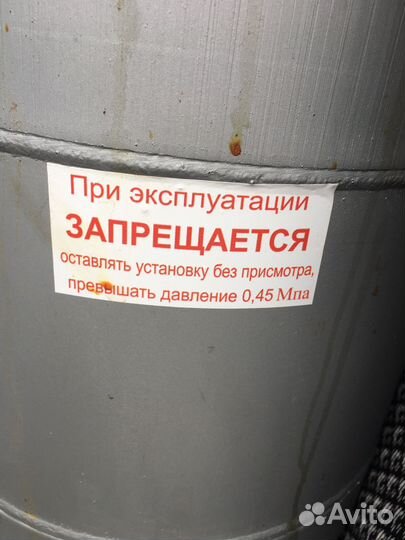 При эксплуатации
ЗАПРЕЩАЕТСЯ
оставлять установку без присмотра,
превышать давление 0,45 Мпа
Avito